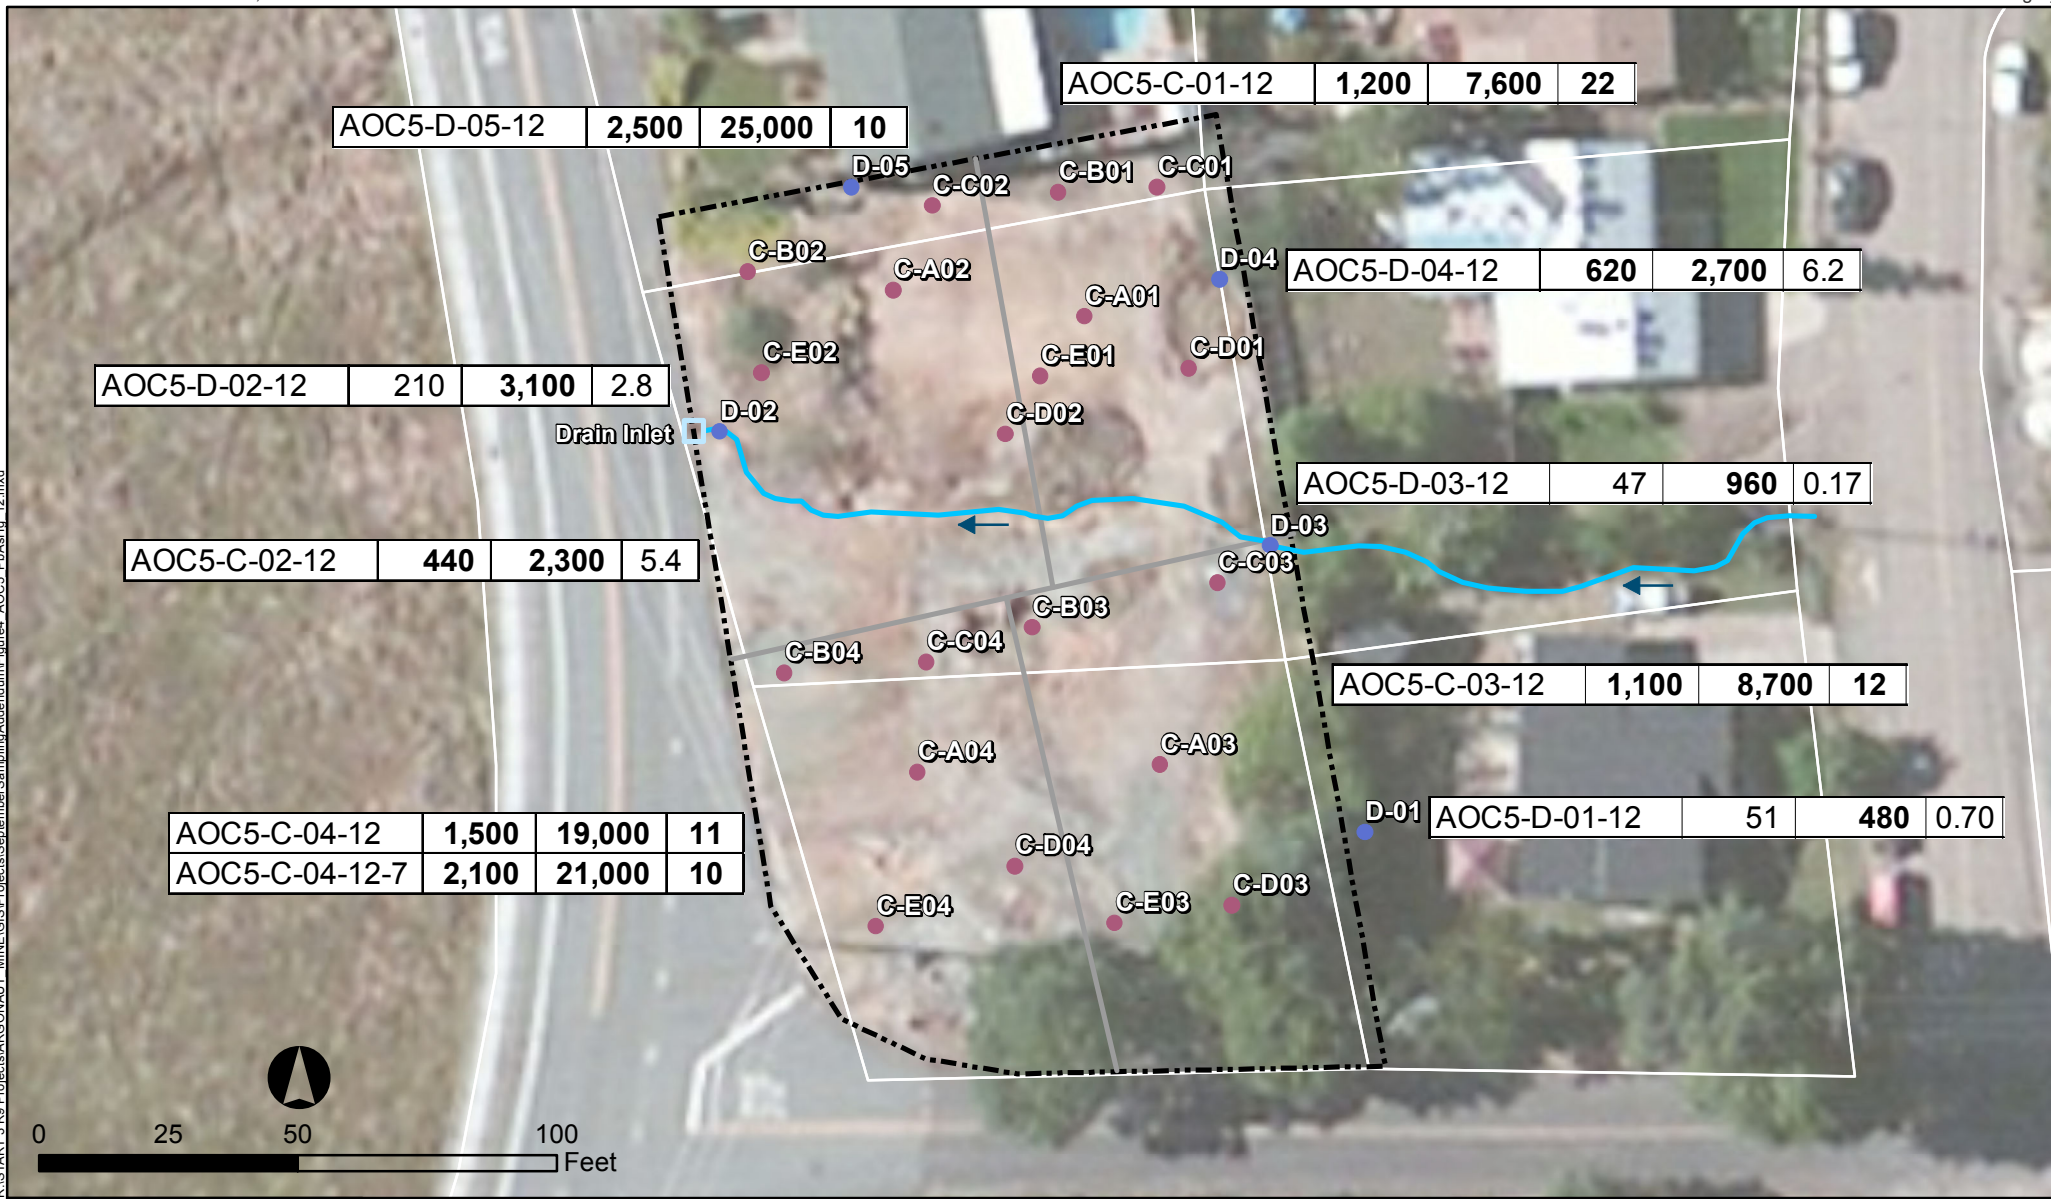 AOC5-C-01-12 1,200 7,600 22
AOC5-D-05-12 2,500 25,000 10
D-05
C-C02
C-B01
C-C01
C-B02
C-A02
D-04
AOC5-D-04-12 620 2,700 6.2
C-A01
C-E02
C-E01
C-D01
AOC5-D-02-12 210 3,100 2.8
D-02
C-D02
Drain Inlet
AOC5-D-03-12 47 960 0.17
D-03
AOC5-C-02-12 440 2,300 5.4
C-C03
C-B03
C-B04
C-C04
AOC5-C-03-12 1,100 8,700 12
C-A04
C-A03
D-01
AOC5-D-01-12 51 480 0.70
AOC5-C-04-12 1,500 19,000 11
AOC5-C-04-12-7 2,100 21,000 10
C-D04
C-E04
C-E03
C-D03
0 25 50 100
Feet